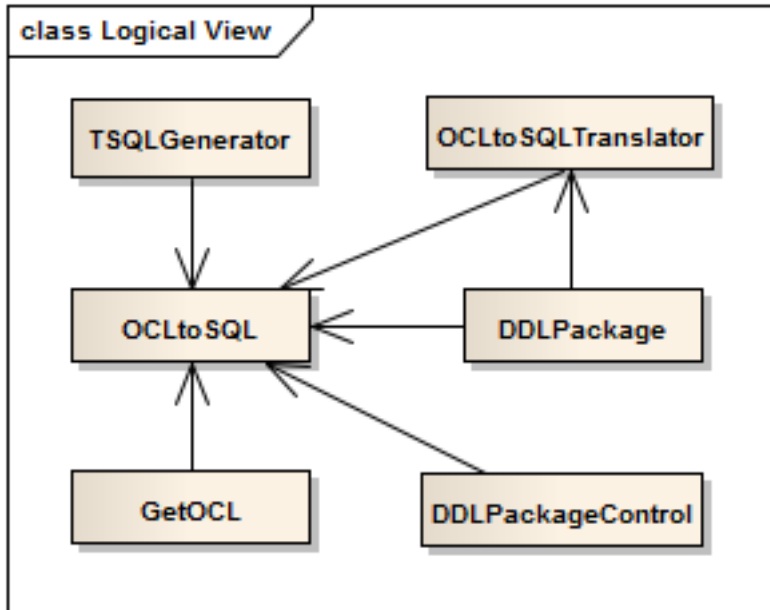 class Logical View
TSQLGenerator
OCLtoSQLTranslator
OCLtoSQL
DDLPackage
GetOCL
DDLPackageControl